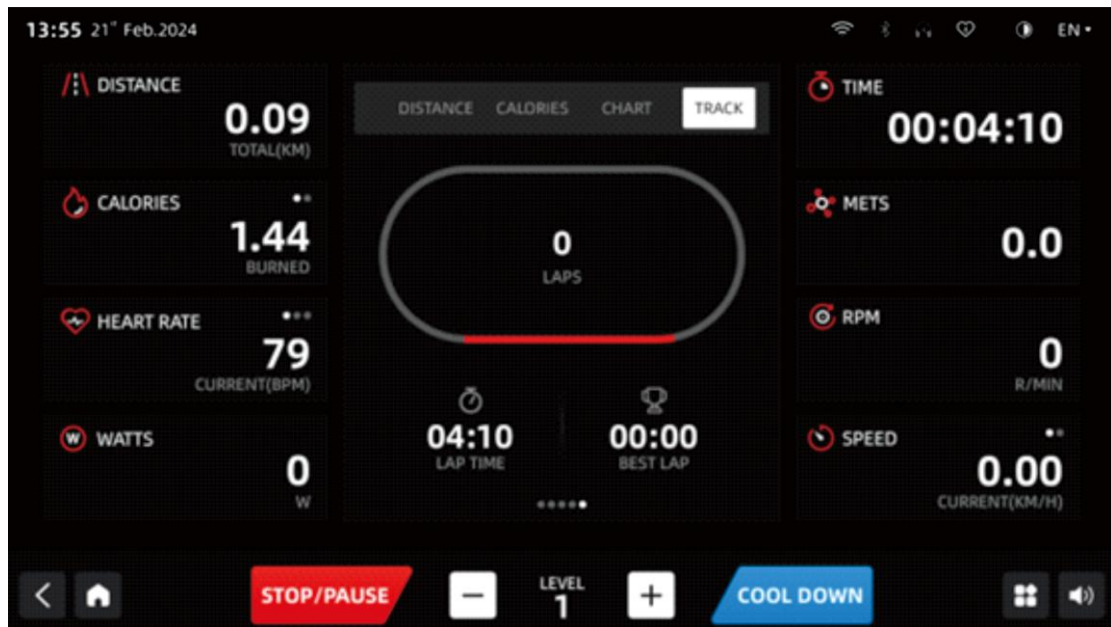 13:55 21" Feb.2024
EN
DISTANCE
0.09
TOTAL(KM)
CALORIES
1.44
BURNED
HEART RATE
79
CURRENT(BPM)
W WATTS
0
W
DISTANCE CALORIES CHART TRACK
0
LAPS
04:10
LAP TIME
00:00
BEST LAP
TIME
00:04:10
METS
0.0
RPM
0
R/MIN
SPEED
0.00
CURRENT(KM/H)
STOP/PAUSE
LEVEL
1
COOL DOWN